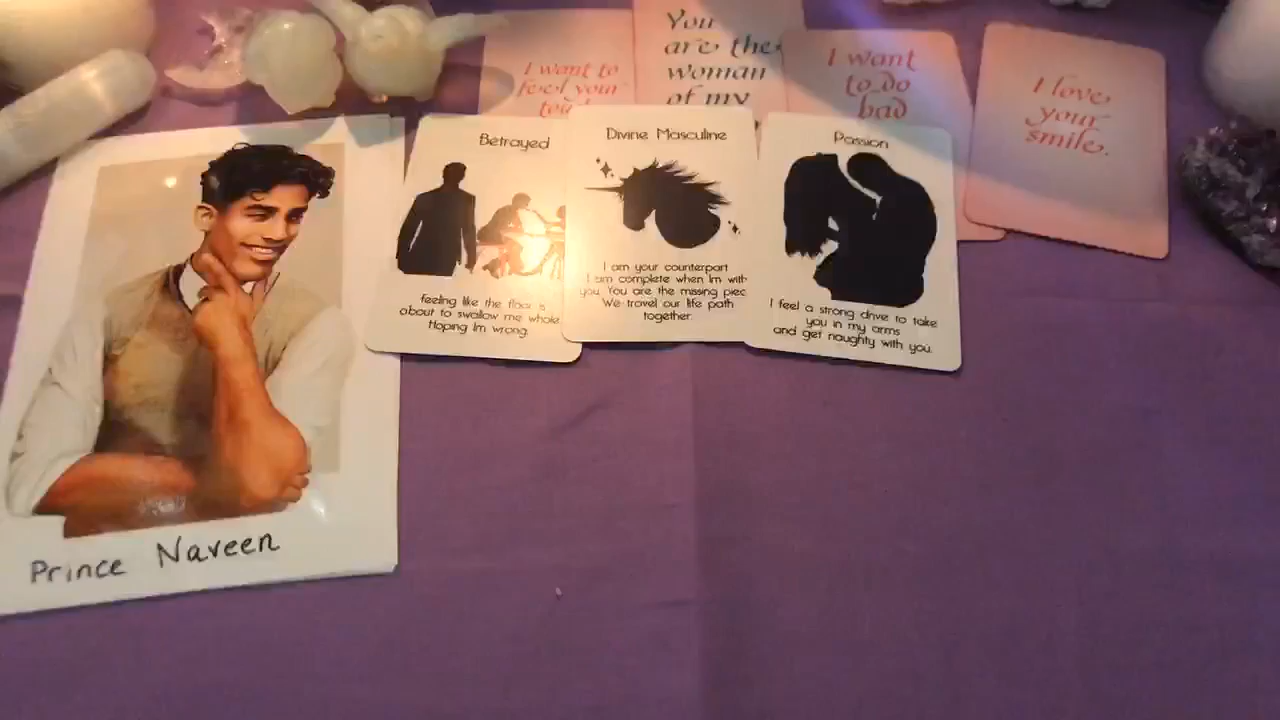 I want to
feel your
You
are the
woman
of my
I want
to do
bad
I love
your
smile.
Betrayed
feeling like the floor is
about to swallow me whole.
Hoping I'm wrong.
Divine Masculine
I am your counterpart
I am complete when I'm with
you. You are the missing
We travel our life path
together.
Passion
I feel a strong drive to take
you in my arms
and get naughty with you.
Prince Naveen